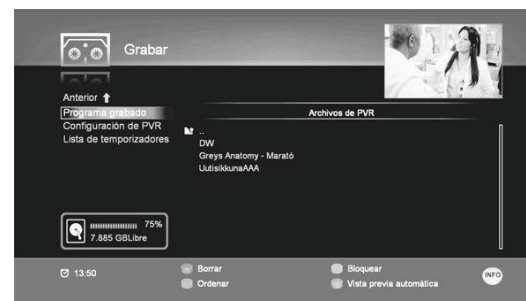 Grabar
Anterior
Programa grabado
Configuración de PVR
Lista de temporizadores
Archivos de PVR
..
DW
Greys Anatomy - Marató
UutisikkunaAAA
75%
7.885 GBLibre
13:50
Borrar
Ordenar
Bloquear
Vista previa automática
INFO